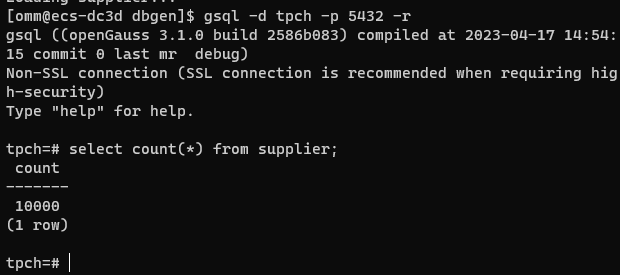 Loading supplier...
[omm@ecs-dc3d dbgen]$ gsql -d tpch -p 5432 -r
gsql ((openGauss 3.1.0 build 2586b083) compiled at 2023-04-17 14:54:
15 commit 0 last mr  debug)
Non-SSL connection (SSL connection is recommended when requiring hig
h-security)
Type "help" for help.

tpch=# select count(*) from supplier;
 count
-------
 10000
(1 row)

tpch=#